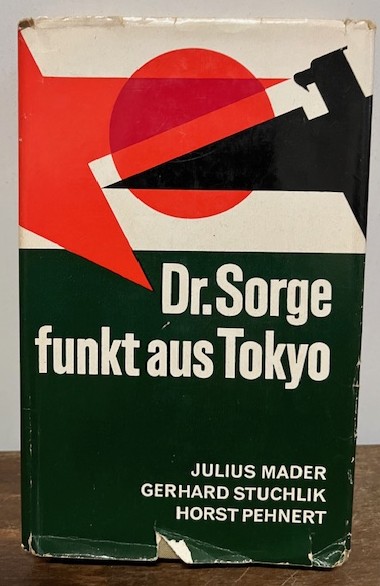 Dr. Sorge
funkt aus Tokyo
JULIUS MADER
GERHARD STUCHLIK
HORST PEHNERT